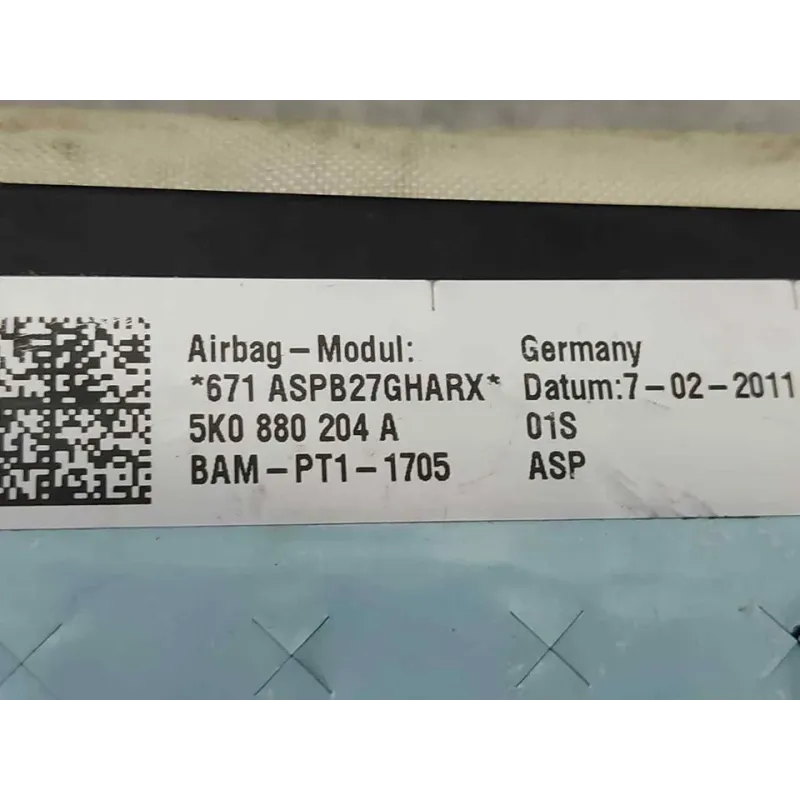 Airbag-Modul: Germany
*671 ASPB27GHARX* Datum:7-02-2011
5K0 880 204 A 01S
BAM-PT1-1705 ASP